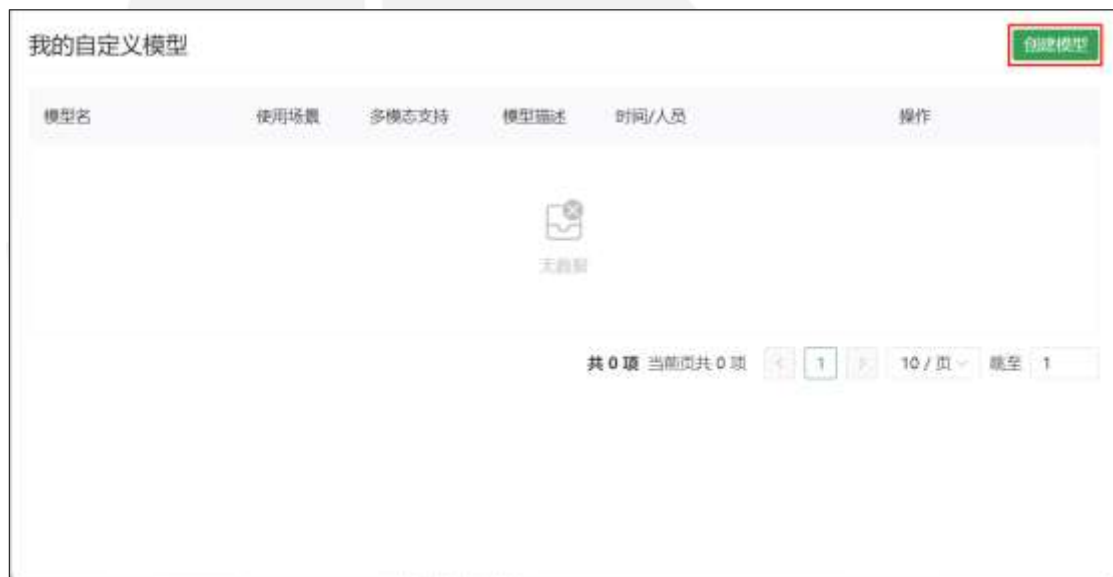 我的自定义模型 创建模型
模型名 使用场景 多模态支持 模型描述 时间/人员 操作
无数据
共 0 项 当前页共 0 项 < 1 > 10 / 页 跳至 1